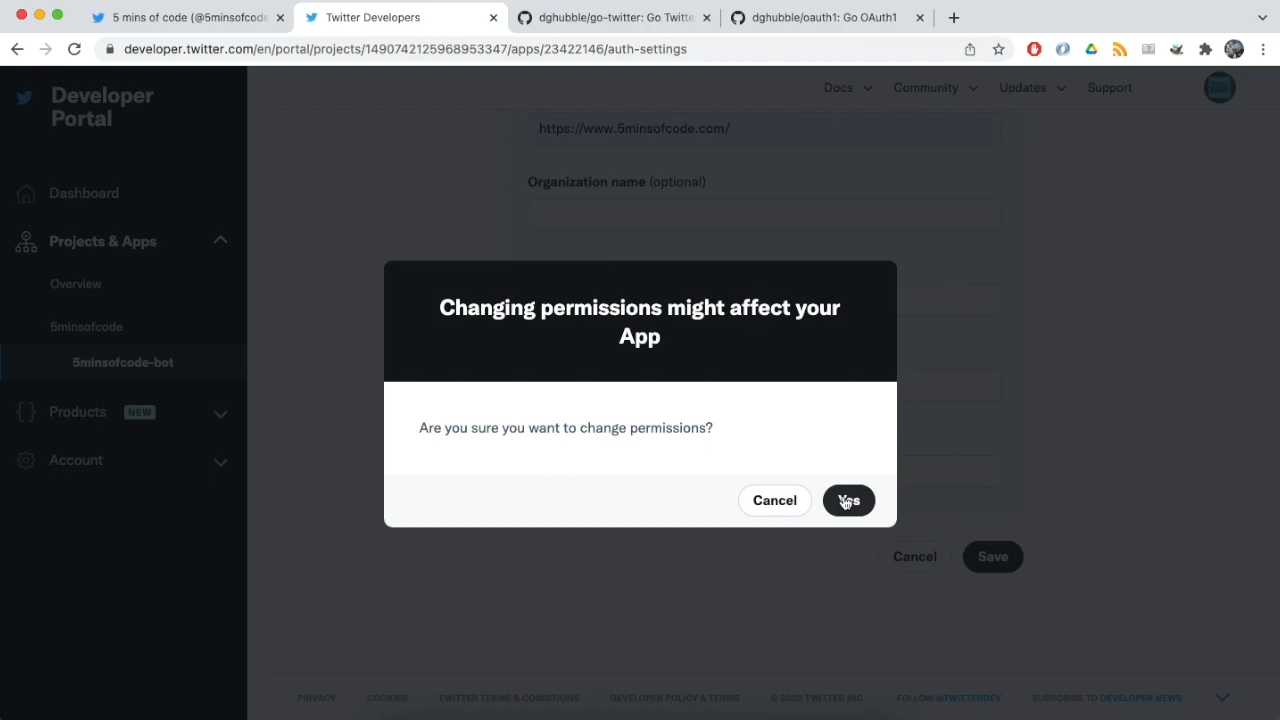 5 mins of code (@5minsofcode
Twitter Developers
dghubble/go-twitter: Go Twitte
dghubble/oauth1: Go OAuth1
developer.twitter.com/en/portal/projects/1490742125968953347/apps/23422146/auth-settings
Developer
Portal
Docs
Community
Updates
Support
https://www.5minsofcode.com/
Organization name (optional)
Dashboard
Projects & Apps
Overview
5minsofcode
5minsofcode-bot
Products NEW
Account
Changing permissions might affect your
App
Are you sure you want to change permissions?
Cancel
Yes
Cancel
Save
PRIVACY
COOKIES
TWITTER TERMS & CONDITIONS
DEVELOPER POLICY & TERMS
© 2022 TWITTER INC.
FOLLOW @TWITTERDEV
SUBSCRIBE TO DEVELOPER NEWS